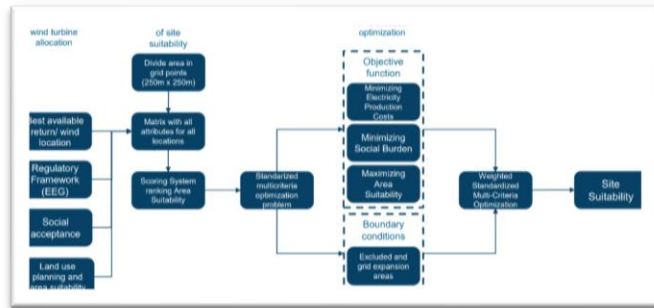 wind turbine
allocation
of site
suitability
optimization
Divide area in
grid points
(250m x 250m)
Best available
return/ wind
location
Regulatory
Framework
(EEG)
Social
acceptance
Land use
planning and
area suitability
Matrix with all
attributes for all
locations
Scoring System
ranking Area
Suitability
Standardized
multicriteria
optimization
problem
Objective
function
Minimizing
Electricity
Production
Costs
Minimizing
Social Burden
Maximizing
Area
Suitability
Boundary
conditions
Excluded and
grid expansion
areas
Weighted
Standardized
Multi-Criteria
Optimization
Site
Suitability